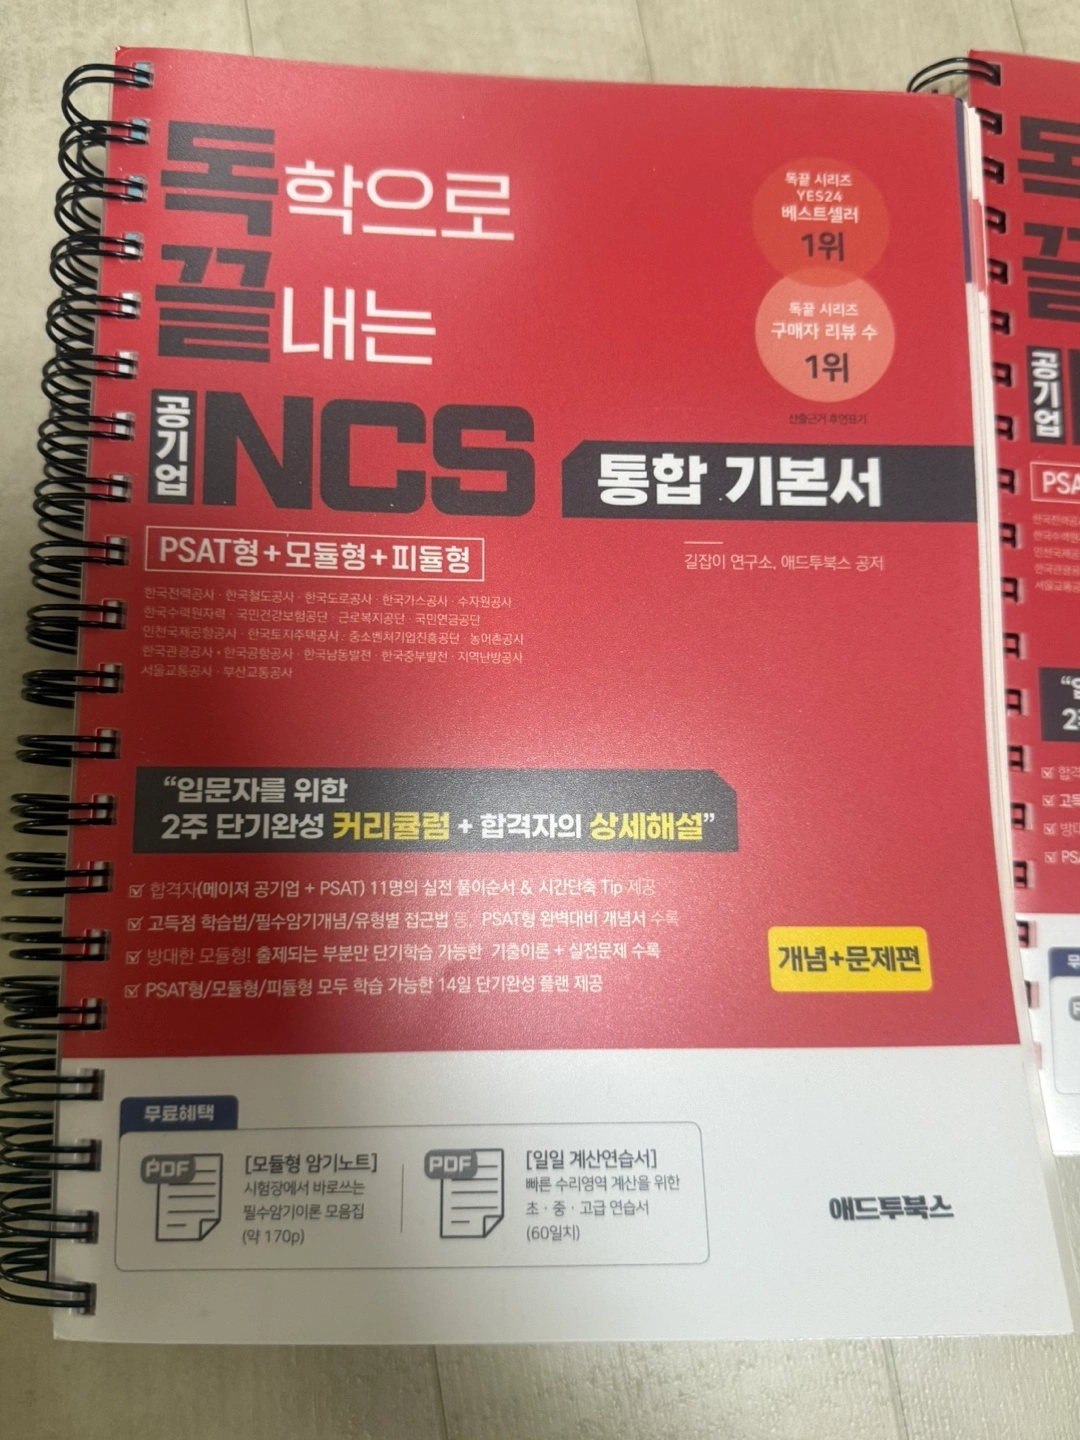 독학으로
끝내는
공기업 NCS
통합 기본서
독끝 시리즈
YES24
베스트셀러
1위
독끝 시리즈
구매자 리뷰 수
1위
산출근거 후면표기
길잡이 연구소, 애드투북스 공저
PSAT형+모듈형+피듈형
한국전력공사 · 한국철도공사 · 한국도로공사 · 한국가스공사 · 수자원공사
한국수력원자력 · 국민건강보험공단 · 근로복지공단 · 국민연금공단
인천국제공항공사 · 한국토지주택공사 · 중소벤처기업진흥공단 · 농어촌공사
한국관광공사 · 한국공항공사 · 한국남동발전 · 한국중부발전 · 지역난방공사
서울교통공사 · 부산교통공사
“입문자를 위한
2주 단기완성 커리큘럼 + 합격자의 상세해설”
합격자(메이져 공기업 + PSAT) 11명의 실전 풀이순서 & 시간단축 Tip 제공
고득점 학습법/필수암기개념/유형별 접근법 등, PSAT형 완벽대비 개념서 수록
방대한 모듈형! 출제되는 부분만 단기학습 가능한 기출이론 + 실전문제 수록
PSAT형/모듈형/피듈형 모두 학습 가능한 14일 단기완성 플랜 제공
개념+문제편
무료혜택
PDF
[모듈형 암기노트]
시험장에서 바로쓰는
필수암기이론 모음집
(약 170p)
PDF
[일일 계산연습서]
빠른 수리영역 계산을 위한
초 · 중 · 고급 연습서
(60일치)
애드투북스
독
끝
공기업
PSA